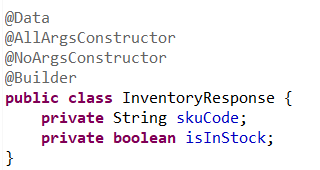 @Data
@AllArgsConstructor
@NoArgsConstructor
@Builder
public class InventoryResponse {
    private String skuCode;
    private boolean isInStock;
}